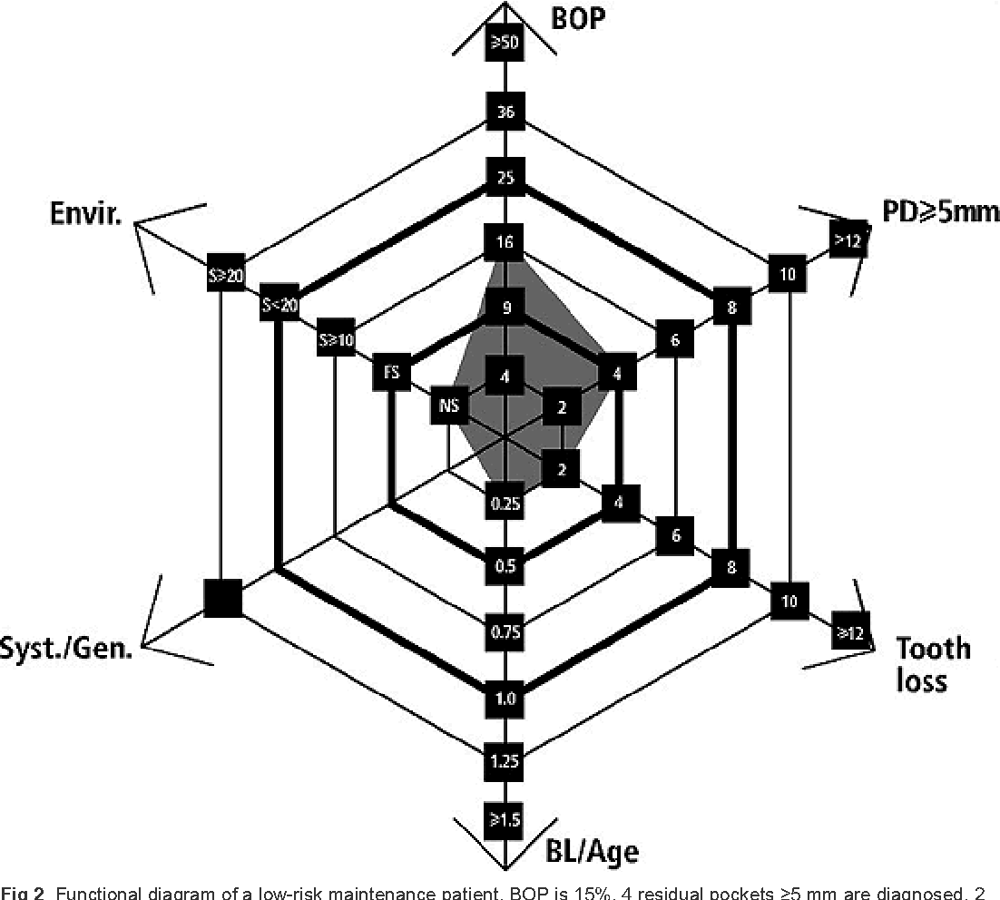 BOP
≥50
36
25
16
9
4
Envir.
S≥20
S<20
S≥10
FS
NS
PD≥5mm
>12
10
8
6
4
2
2
4
6
8
10
≥12
Tooth
loss
0.25
0.5
0.75
1.0
1.25
≥1.5
BL/Age
Syst./Gen.
Fig 2 Functional diagram of a low-risk maintenance patient. BOP is 15%, 4 residual pockets ≥5 mm are diagnosed, 2